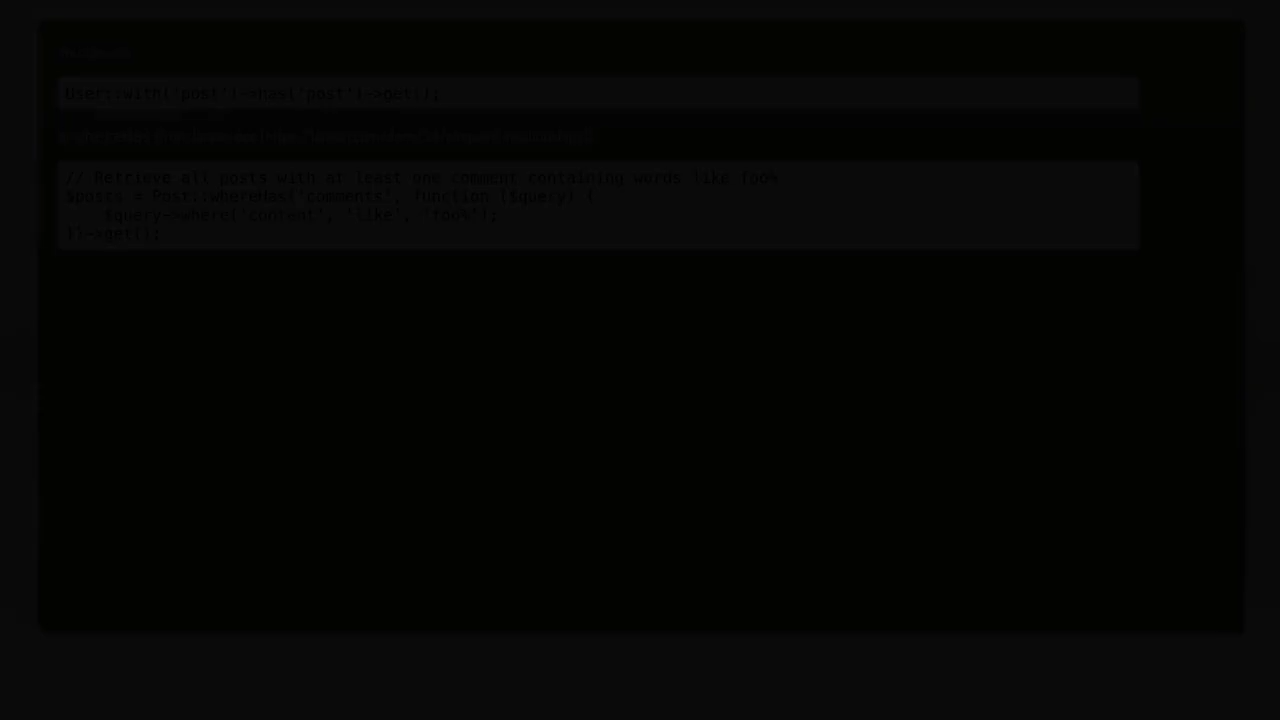 User::with('post')->has('post')->get();
// Retrieve all posts with at least one comment containing words like foo%
$posts = Post::whereHas('comments', function ($query) {
    $query->where('content', 'like', 'foo%');
})->get();